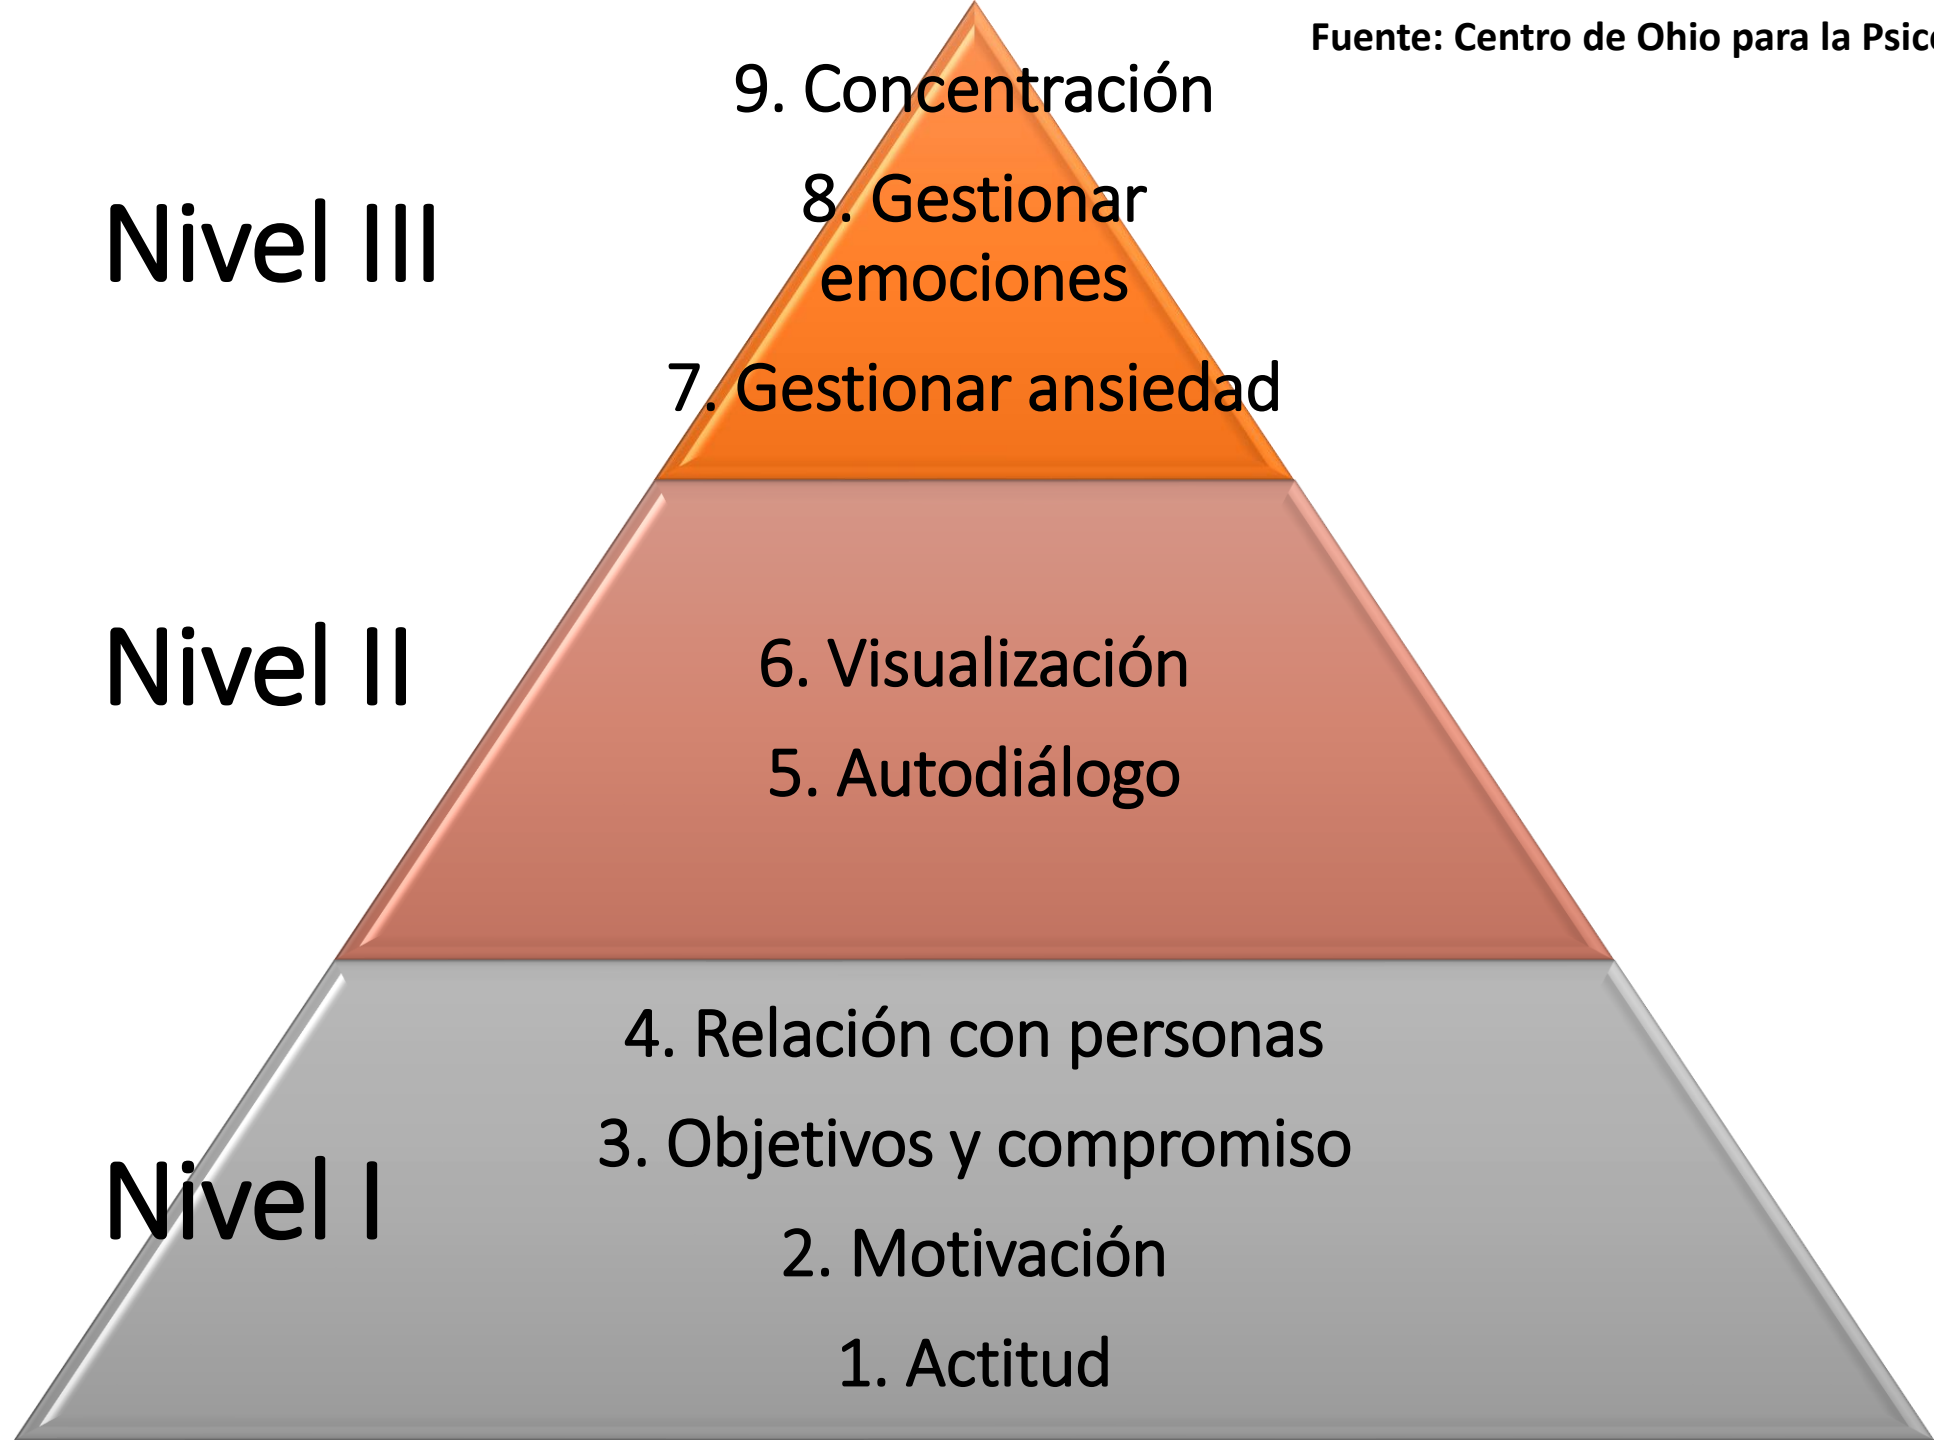 Fuente: Centro de Ohio para la
9. Concentración
8. Gestionar
emociones
7. Gestionar ansiedad
Nivel III
6. Visualización
5. Autodiálogo
Nivel II
4. Relación con personas
3. Objetivos y compromiso
2. Motivación
1. Actitud
Nivel I